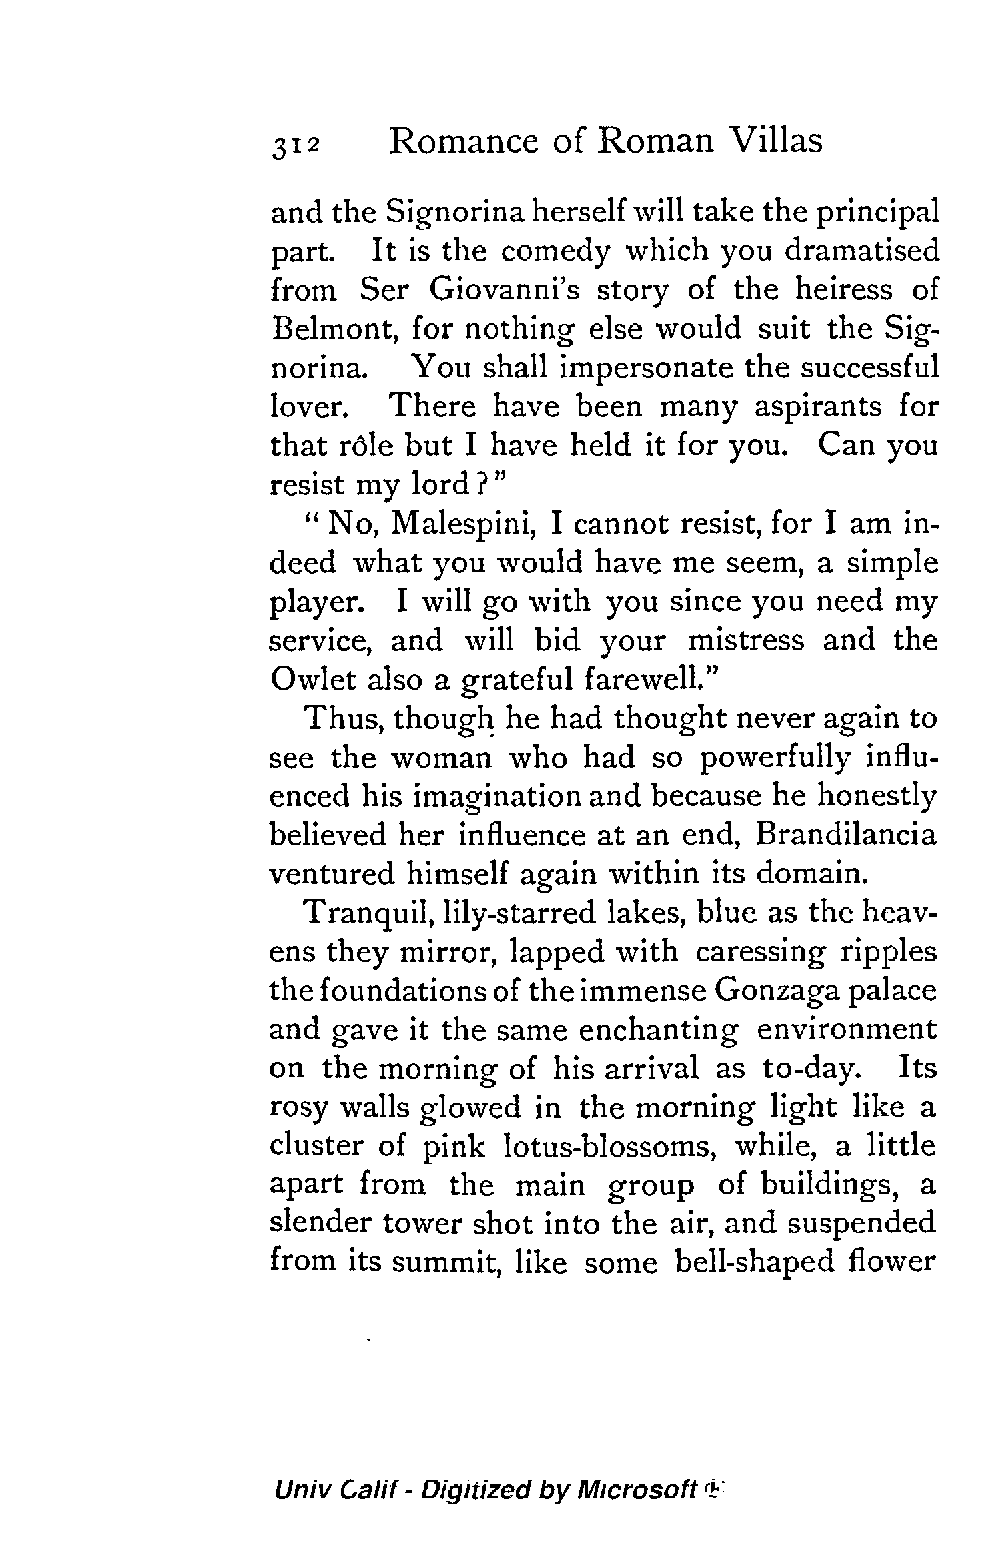 312 Romance of Roman Villas
and the Signorina herself will take the principal
part. It is the comedy which you dramatised
from Ser Giovanni's story of the heiress of
Belmont, for nothing else would suit the Sig-
norina. You shall impersonate the successful
lover. There have been many aspirants for
that rôle but I have held it for you. Can you
resist my lord?"
"No, Malespini, I cannot resist, for I am in-
deed what you would have me seem, a simple
player. I will go with you since you need my
service, and will bid your mistress and the
Owlet also a grateful farewell."
Thus, though he had thought never again to
see the woman who had so powerfully influ-
enced his imagination and because he honestly
believed her influence at an end, Brandilancia
ventured himself again within its domain.
Tranquil, lily-starred lakes, blue as the heav-
ens they mirror, lapped with caressing ripples
the foundations of the immense Gonzaga palace
and gave it the same enchanting environment
on the morning of his arrival as to-day. Its
rosy walls glowed in the morning light like a
cluster of pink lotus-blossoms, while, a little
apart from the main group of buildings, a
slender tower shot into the air, and suspended
from its summit, like some bell-shaped flower
Univ Calif - Digitized by Microsoft ®